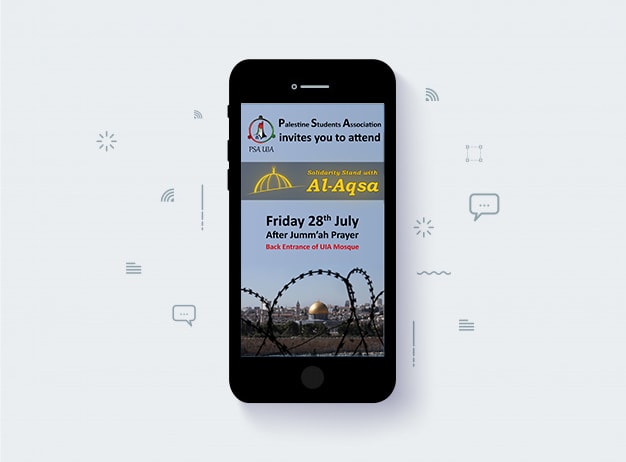 Palestine Students Association
invites you to attend
PSA UIA
Solidarity Stand with
Al-Aqsa
Friday 28th July
After Jumm'ah Prayer
Back Entrance of UIA Mosque